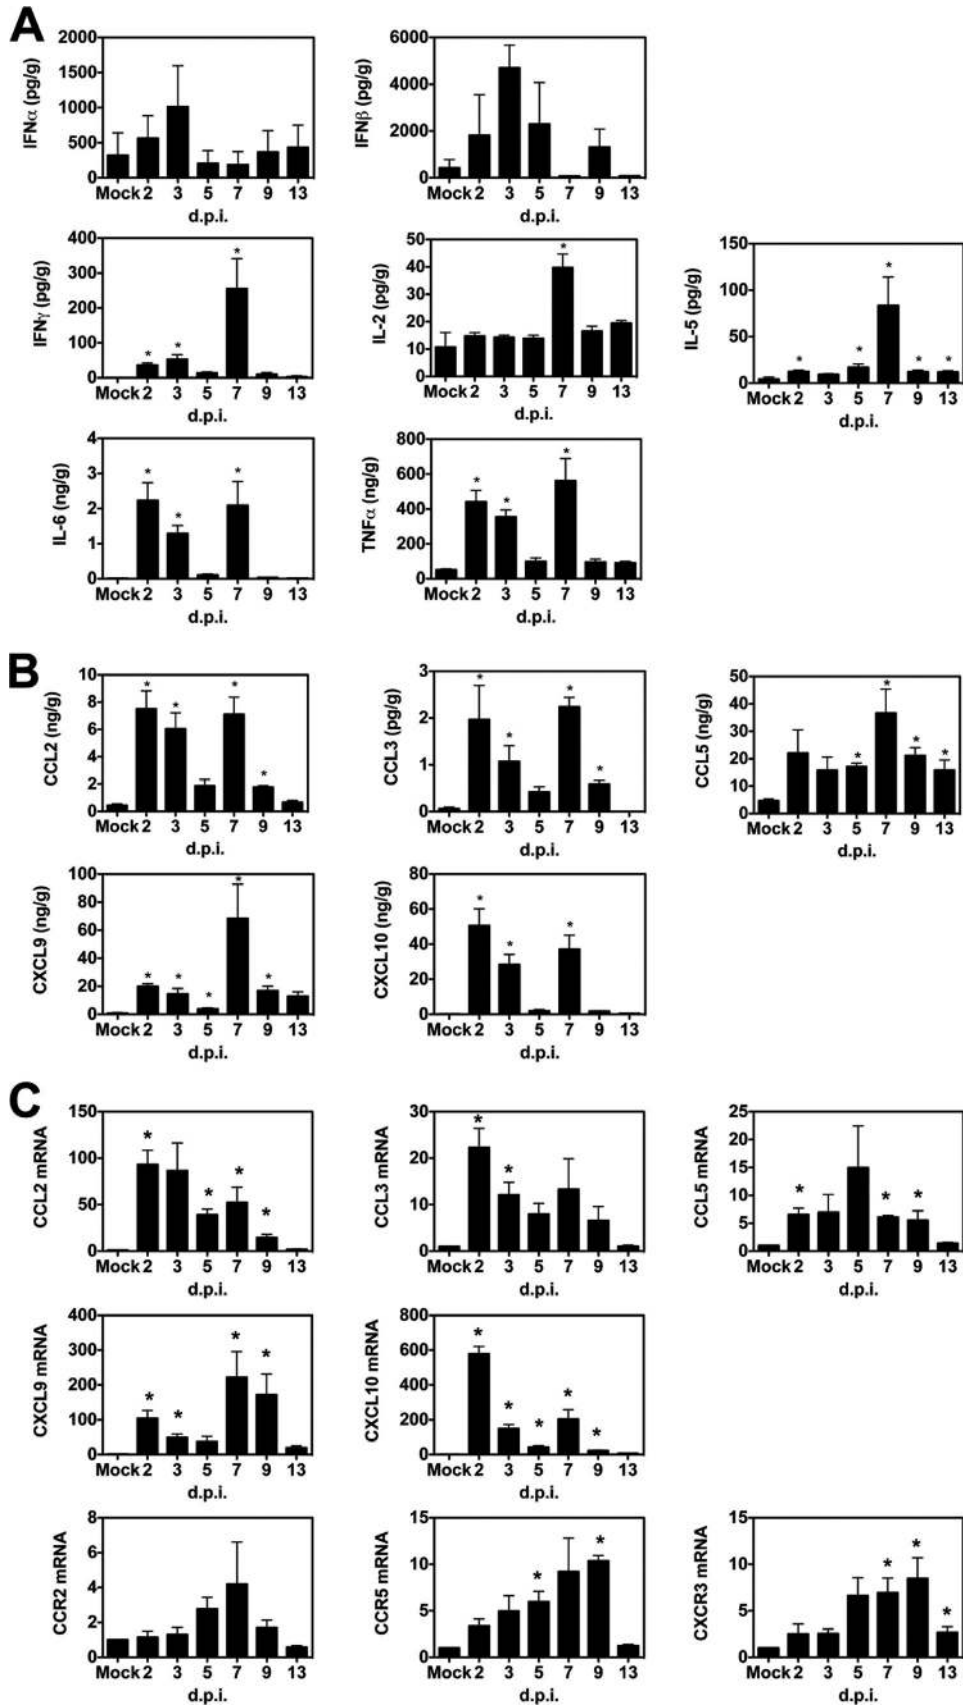 A
IFNα (pg/g)
2000
1500
1000
500
0
Mock 2 3 5 7 9 13
d.p.i.
IFNβ (pg/g)
6000
4000
2000
0
Mock 2 3 5 7 9 13
d.p.i.
IFNγ (pg/g)
400
300
200
100
0
* * *
Mock 2 3 5 7 9 13
d.p.i.
IL-2 (pg/g)
50
40
30
20
10
0
*
Mock 2 3 5 7 9 13
d.p.i.
IL-5 (pg/g)
150
100
50
0
* * * * *
Mock 2 3 5 7 9 13
d.p.i.
IL-6 (ng/g)
4
3
2
1
0
* * *
Mock 2 3 5 7 9 13
d.p.i.
TNFα (ng/g)
800
600
400
200
0
* * *
Mock 2 3 5 7 9 13
d.p.i.
B
CCL2 (ng/g)
10
8
6
4
2
0
* * * *
Mock 2 3 5 7 9 13
d.p.i.
CCL3 (pg/g)
3
2
1
0
* * * *
Mock 2 3 5 7 9 13
d.p.i.
CCL5 (ng/g)
50
40
30
20
10
0
* * * *
Mock 2 3 5 7 9 13
d.p.i.
CXCL9 (ng/g)
100
80
60
40
20
0
* * * * *
Mock 2 3 5 7 9 13
d.p.i.
CXCL10 (ng/g)
80
60
40
20
0
* * *
Mock 2 3 5 7 9 13
d.p.i.
C
CCL2 mRNA
150
100
50
0
* * * *
Mock 2 3 5 7 9 13
d.p.i.
CCL3 mRNA
30
20
10
0
* *
Mock 2 3 5 7 9 13
d.p.i.
CCL5 mRNA
25
20
15
10
5
0
* * *
Mock 2 3 5 7 9 13
d.p.i.
CXCL9 mRNA
400
300
200
100
0
* * * *
Mock 2 3 5 7 9 13
d.p.i.
CXCL10 mRNA
800
600
400
200
0
* * * * *
Mock 2 3 5 7 9 13
d.p.i.
CCR2 mRNA
8
6
4
2
0
Mock 2 3 5 7 9 13
d.p.i.
CCR5 mRNA
15
10
5
0
* *
Mock 2 3 5 7 9 13
d.p.i.
CXCR3 mRNA
15
10
5
0
* * *
Mock 2 3 5 7 9 13
d.p.i.